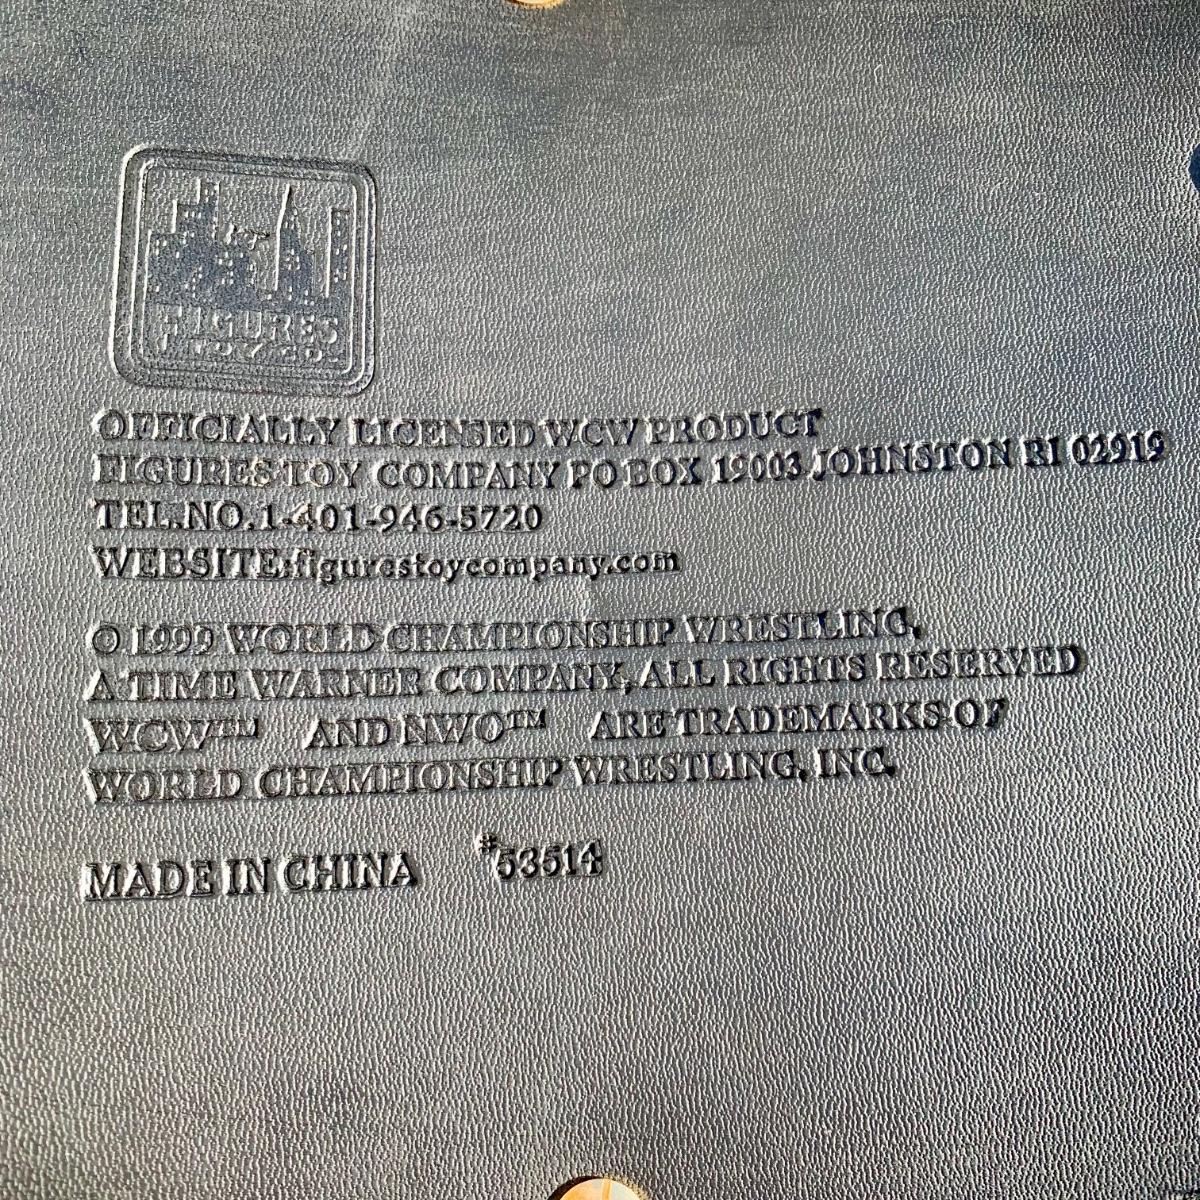 FIGURES
TOY CO.
OFFICIALLY LICENSED WCW PRODUCT
FIGURES TOY COMPANY PO BOX 19003 JOHNSTON RI 02919
TEL.NO.1-401-946-5720
WEBSITE:figurestoycompany.com
© 1999 WORLD CHAMPIONSHIP WRESTLING,
A TIME WARNER COMPANY, ALL RIGHTS RESERVED
WCW™ AND NWO™ ARE TRADEMARKS OF
WORLD CHAMPIONSHIP WRESTLING, INC.
MADE IN CHINA #53514